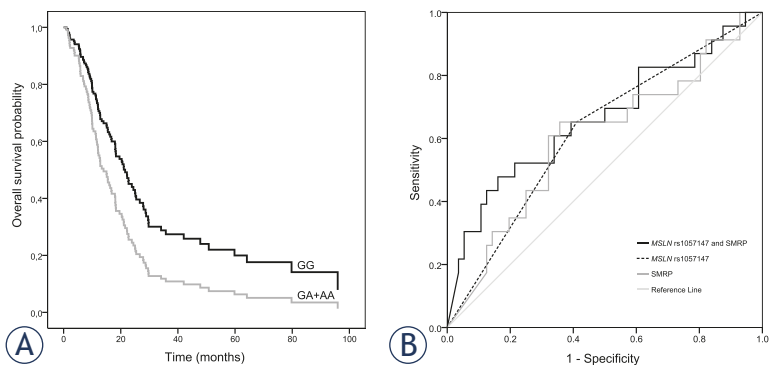 Overall survival probability
1,0
0,8
0,6
0,4
0,2
0,0
GG
GA+AA
0 20 40 60 80 100
Time (months)
A
Sensitivity
1.0
0.8
0.6
0.4
0.2
0.0
MSLN rs1057147 and SMRP
MSLN rs1057147
SMRP
Reference Line
0.0 0.2 0.4 0.6 0.8 1.0
1 - Specificity
B